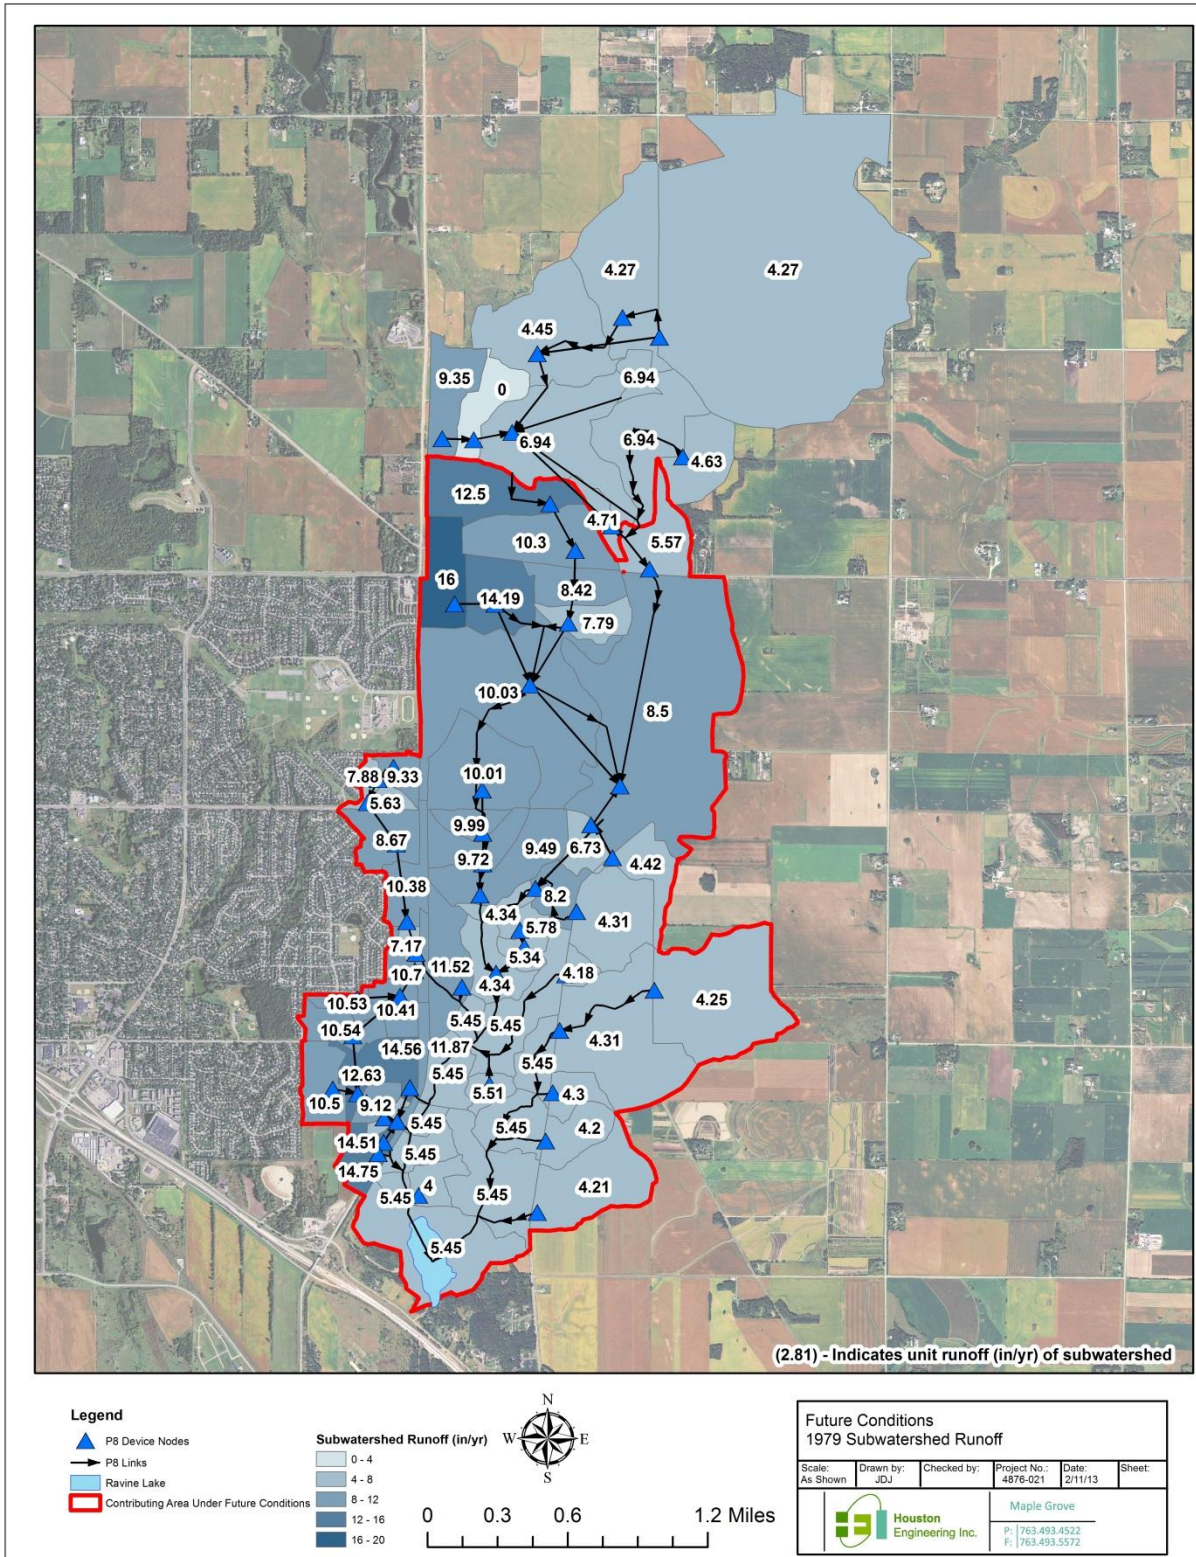 4.27
4.27
4.45
9.35
0
6.94
6.94
6.94
4.63
12.5
4.71
10.3
5.57
16
14.19
8.42
7.79
10.03
8.5
7.88
9.33
10.01
5.63
8.67
9.99
9.49
6.73
9.72
4.42
10.38
8.2
4.34
5.78
4.31
7.17
5.34
11.52
10.7
4.34
4.18
4.25
10.53
10.41
5.45
5.45
10.54
4.31
14.56
11.87
5.45
5.45
12.63
5.51
4.3
10.5
9.12
5.45
5.45
4.2
14.51
5.45
14.75
4
4.21
5.45
5.45
5.45
(2.81) - Indicates unit runoff (in/yr) of subwatershed
Legend
P8 Device Nodes
P8 Links
Ravine Lake
Contributing Area Under Future Conditions
Subwatershed Runoff (in/yr)
0 - 4
4 - 8
8 - 12
12 - 16
16 - 20
N
W E
S
0 0.3 0.6 1.2 Miles
Future Conditions
1979 Subwatershed Runoff
Scale: As Shown
Drawn by: JDJ
Checked by:
Project No.: 4876-021
Date: 2/11/13
Sheet:
Houston
Engineering Inc.
Maple Grove
P: 763.493.4522
F: 763.493.5572